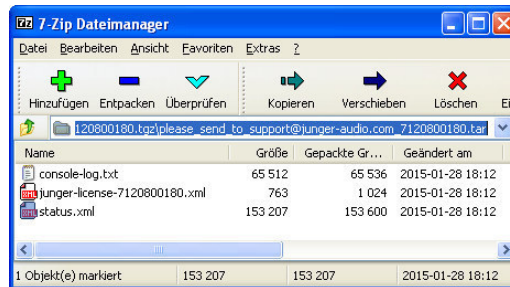 7-Zip Dateimanager
Datei Bearbeiten Ansicht Favoriten Extras ?
Hinzufügen Entpacken Überprüfen Kopieren Verschieben Löschen
120800180.tgz\please_send_to_support@junger-audio.com_7120800180.tar
Name Größe Gepackte Gr... Geändert am
console-log.txt 65 512 65 536 2015-01-28 18:12
junger-license-7120800180.xml 763 1 024 2015-01-28 18:12
status.xml 153 207 153 600 2015-01-28 18:12
1 Objekt(e) markiert 153 207 153 207 2015-01-28 18:12